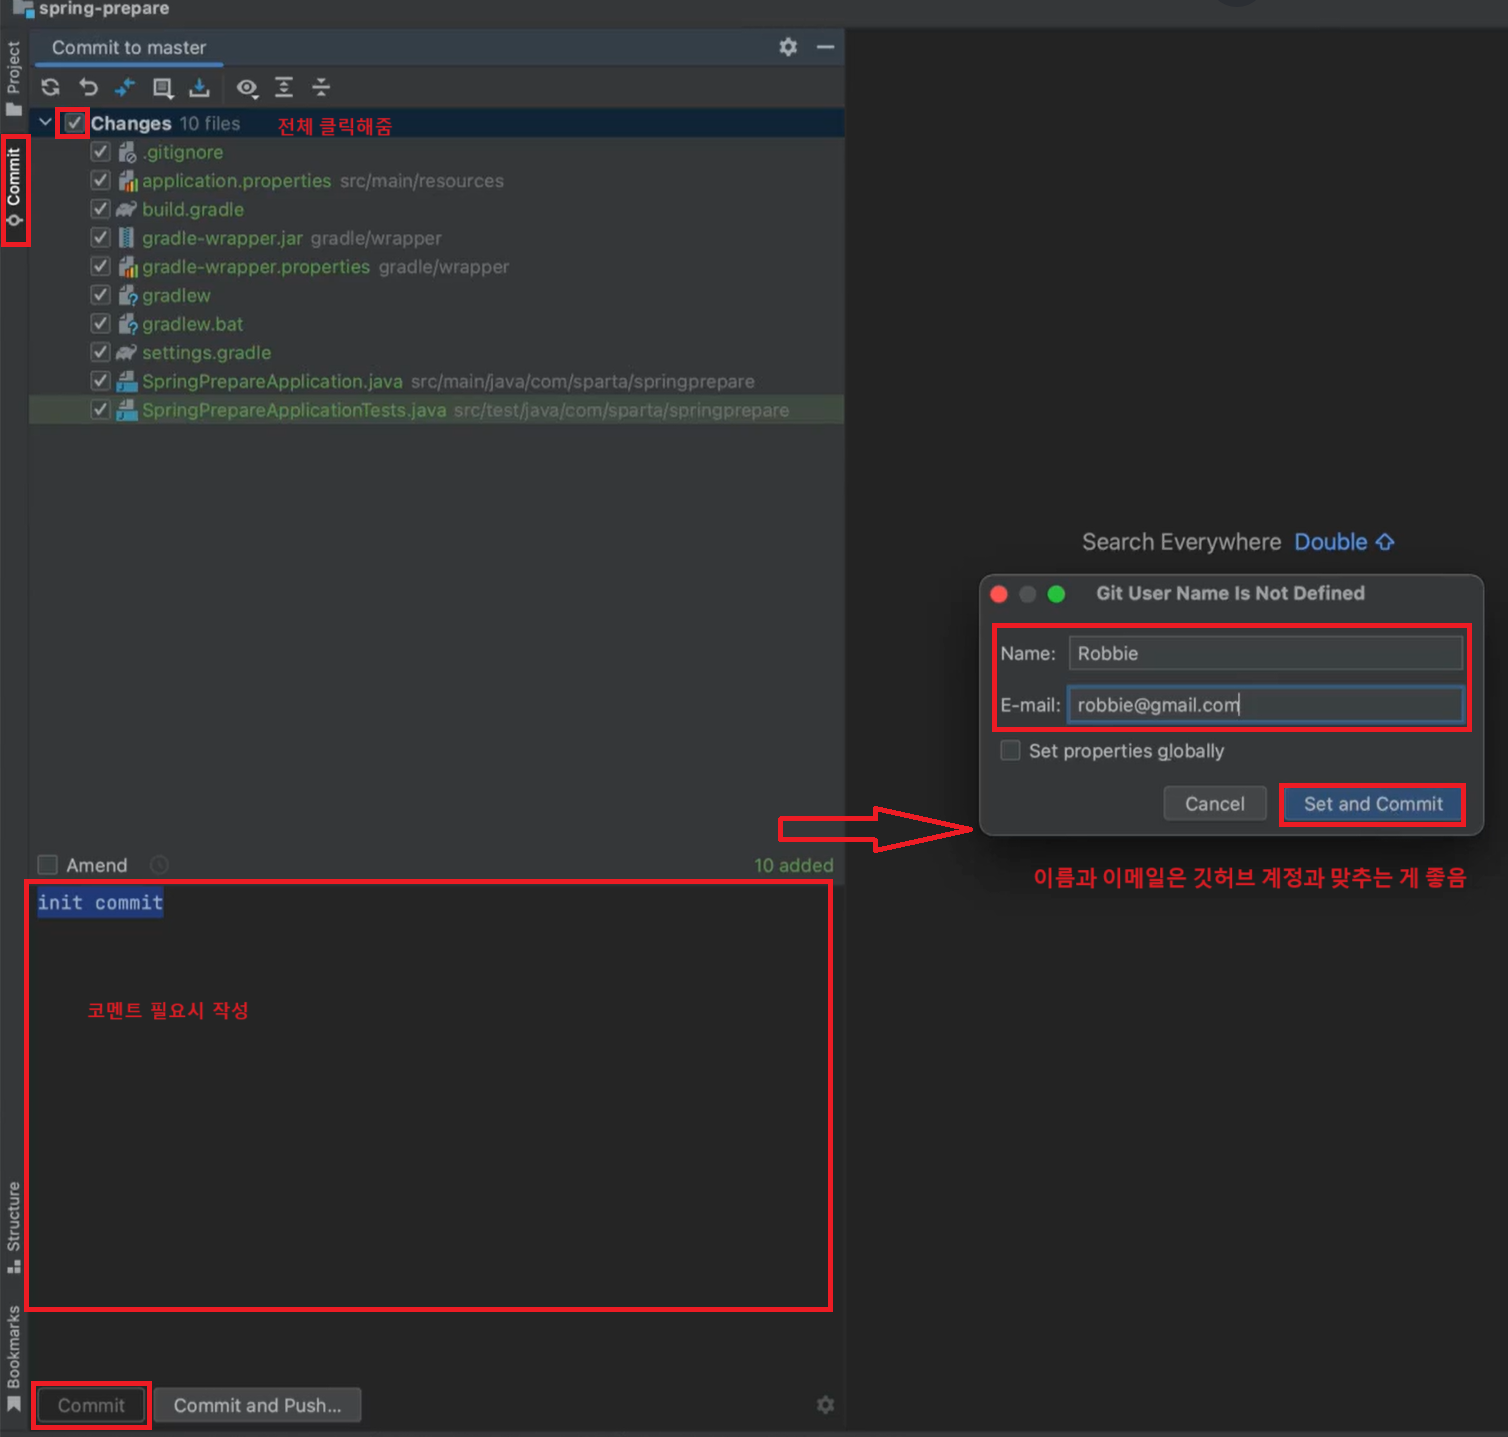 spring-prepare
Project
Commit
Structure
Bookmarks
Commit to master
Changes 10 files 전체 클릭해줌
.gitignore
application.properties src/main/resources
build.gradle
gradle-wrapper.jar gradle/wrapper
gradle-wrapper.properties gradle/wrapper
gradlew
gradlew.bat
settings.gradle
SpringPrepareApplication.java src/main/java/com/sparta/springprepare
SpringPrepareApplicationTests.java src/test/java/com/sparta/springprepare
Amend 10 added
init commit
코멘트 필요시 작성
Commit Commit and Push...
Search Everywhere Double ⇧
Git User Name Is Not Defined
Name: Robbie
E-mail: robbie@gmail.com
Set properties globally
Cancel Set and Commit
이름과 이메일은 깃허브 계정과 맞추는 게 좋음